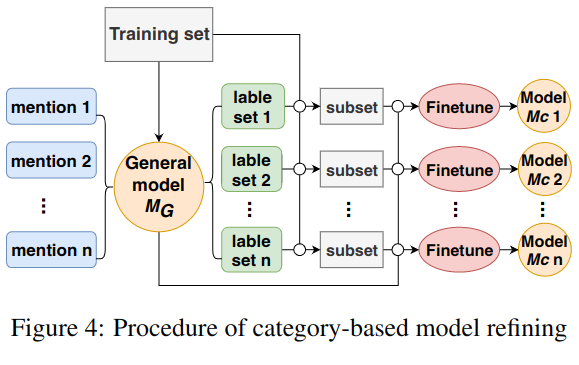 Training set
mention 1
mention 2
mention n
General
model
MG
lable
set 1
lable
set 2
lable
set n
subset
subset
subset
Finetune
Finetune
Finetune
Model
Mc 1
Model
Mc 2
Model
Mc n
Figure 4: Procedure of category-based model refining